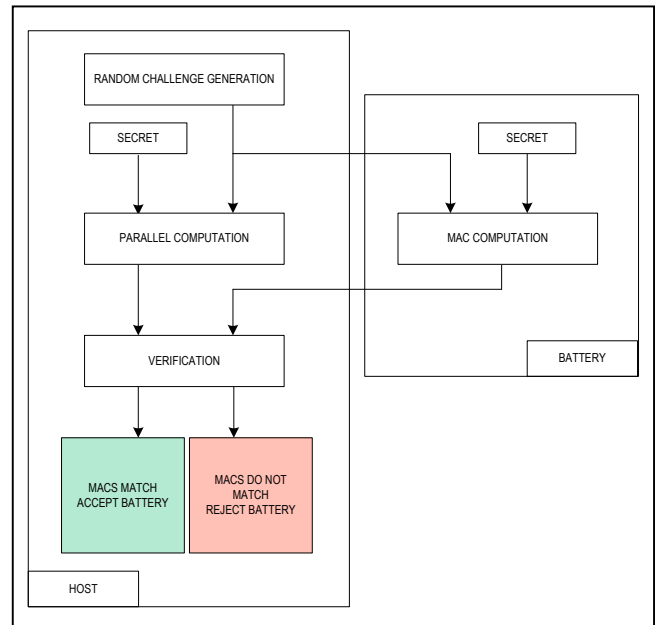 RANDOM CHALLENGE GENERATION
SECRET
SECRET
PARALLEL COMPUTATION
MAC COMPUTATION
VERIFICATION
BATTERY
MACS MATCH
ACCEPT BATTERY
MACS DO NOT
MATCH
REJECT BATTERY
HOST